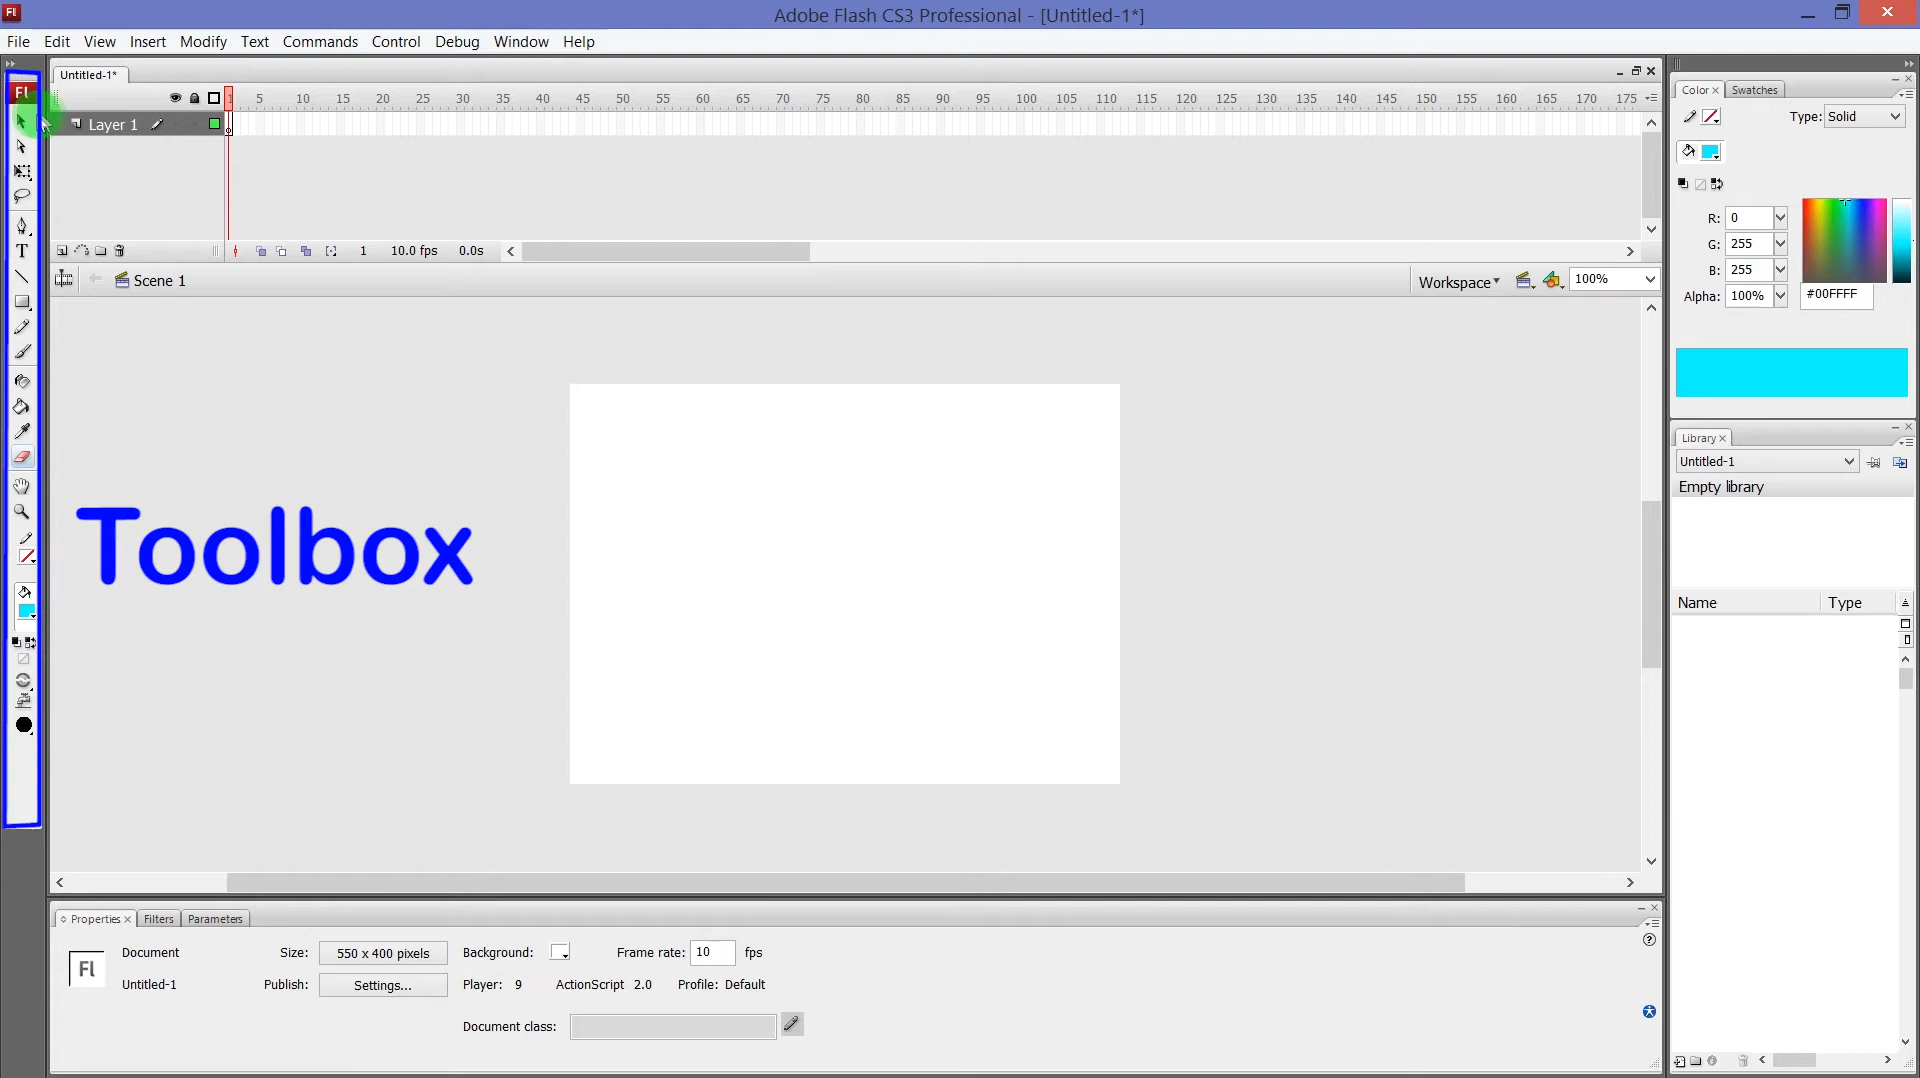 Fl Adobe Flash CS3 Professional - [Untitled-1*]
File Edit View Insert Modify Text Commands Control Debug Window Help
Untitled-1*
Fl
1 5 10 15 20 25 30 35 40 45 50 55 60 65 70 75 80 85 90 95 100 105 110 115 120 125 130 135 140 145 150 155 160 165 170 175
Layer 1
1 10.0 fps 0.0s
Scene 1 Workspace 100%
T
Toolbox
Color Swatches
Type: Solid
R: 0
G: 255
B: 255
Alpha: 100% #00FFFF
Library
Untitled-1
Empty library
Name Type
Properties Filters Parameters
Fl
Document Size: 550 x 400 pixels Background: Frame rate: 10 fps
Untitled-1 Publish: Settings... Player: 9 ActionScript 2.0 Profile: Default
Document class: